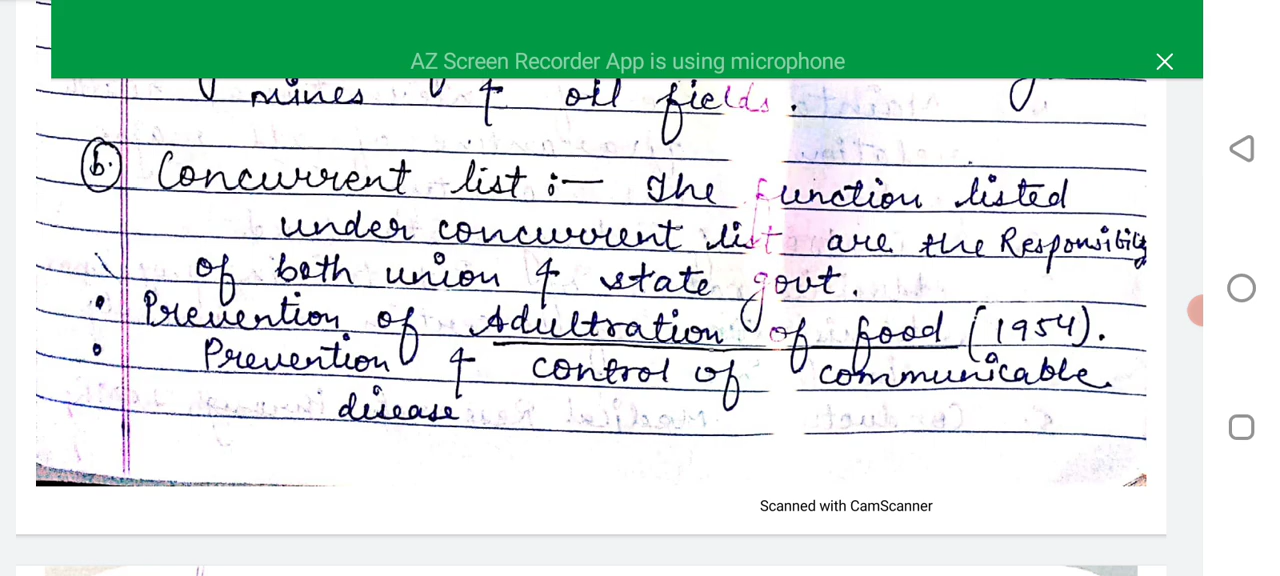 AZ Screen Recorder App is using microphone
mines & oil fields.
(b.) Concurrent list :— The function listed
under concurrent list are the Responsibility
of both union & state govt.
• Prevention of Adultration of food (1954).
• Prevention & control of communicable
disease
Scanned with CamScanner